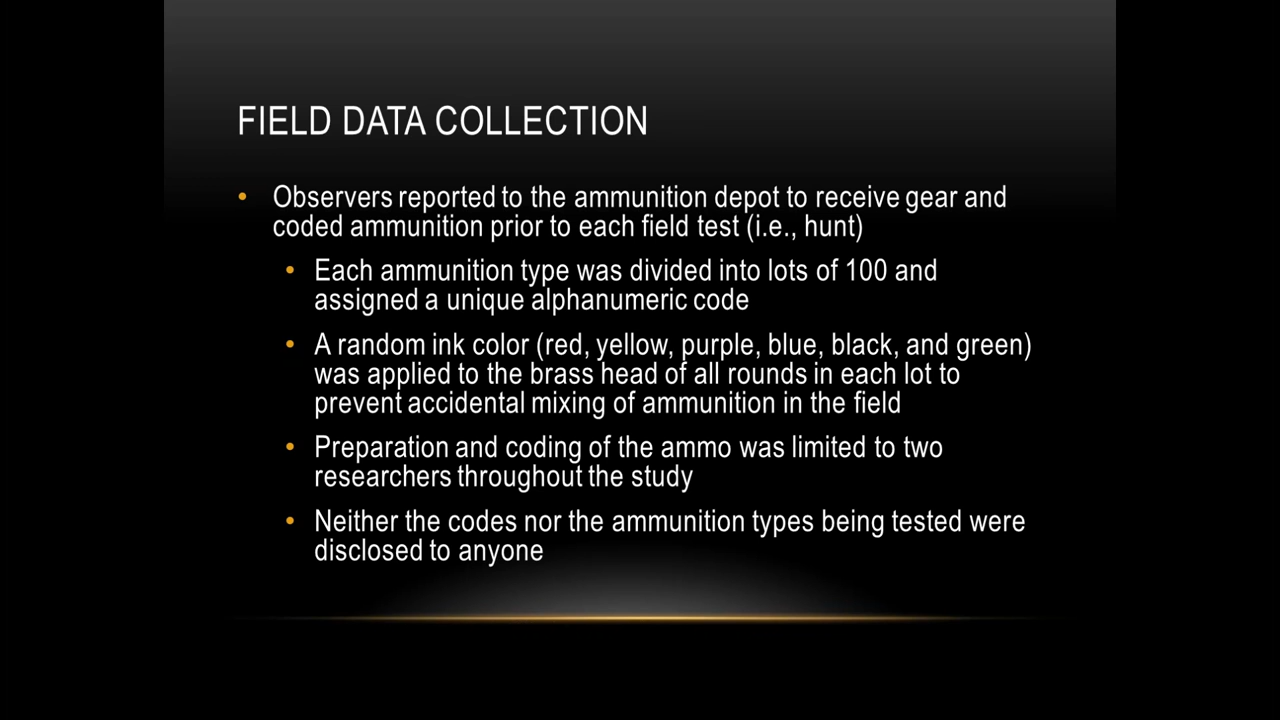 FIELD DATA COLLECTION
• Observers reported to the ammunition depot to receive gear and
coded ammunition prior to each field test (i.e., hunt)
• Each ammunition type was divided into lots of 100 and
assigned a unique alphanumeric code
• A random ink color (red, yellow, purple, blue, black, and green)
was applied to the brass head of all rounds in each lot to
prevent accidental mixing of ammunition in the field
• Preparation and coding of the ammo was limited to two
researchers throughout the study
• Neither the codes nor the ammunition types being tested were
disclosed to anyone